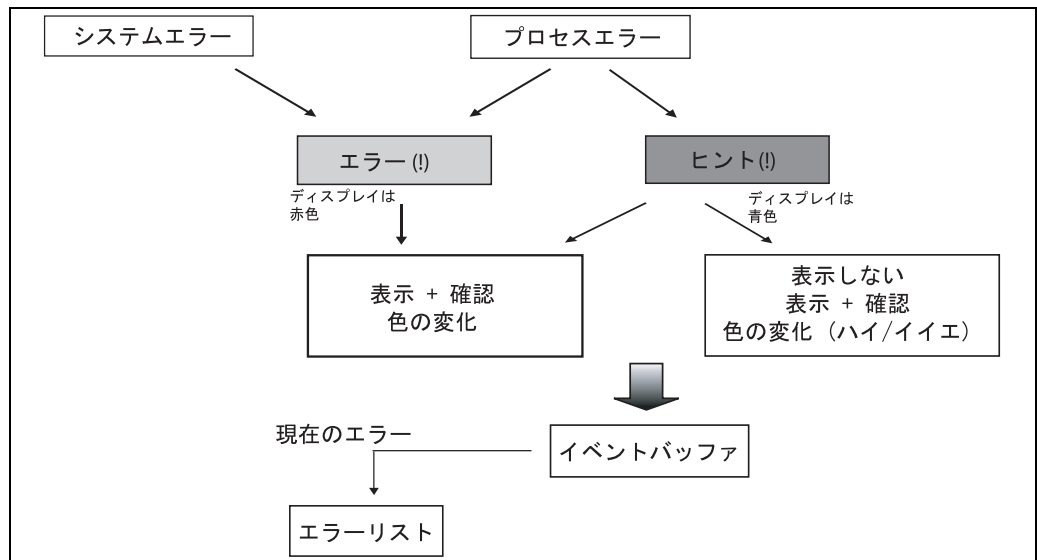 システムエラー
プロセスエラー
エラー(!)
ヒント(!)
ディスプレイは
赤色
ディスプレイは
青色
表示 + 確認
色の変化
表示しない
表示 + 確認
色の変化 (ハイ/イイエ)
現在のエラー
イベントバッファ
エラーリスト